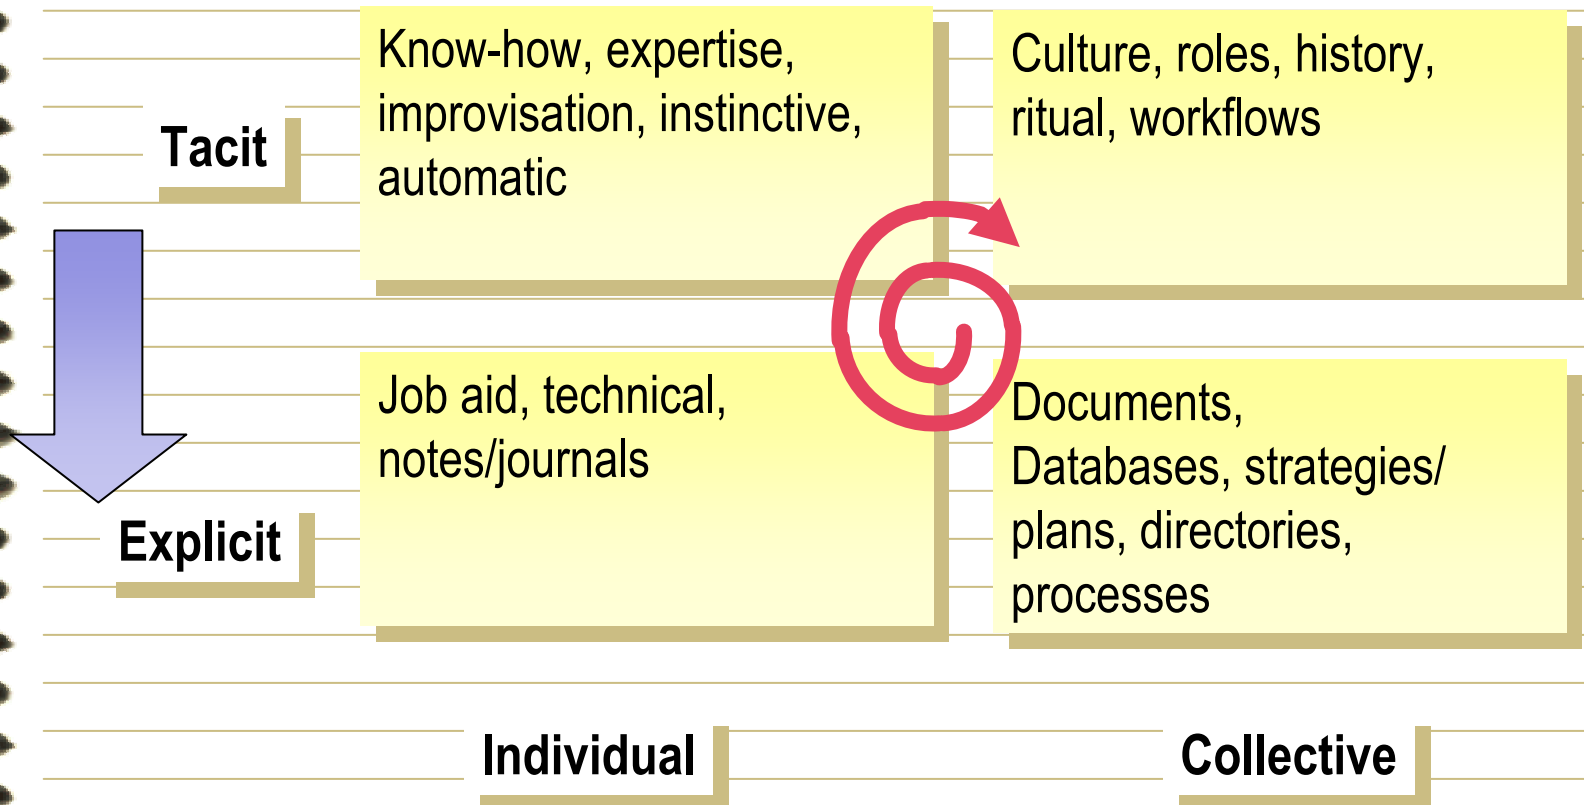 Know-how, expertise,
improvisation, instinctive,
automatic
Culture, roles, history,
ritual, workflows
Tacit
Job aid, technical,
notes/journals
Documents,
Databases, strategies/
plans, directories,
processes
Explicit
Individual
Collective